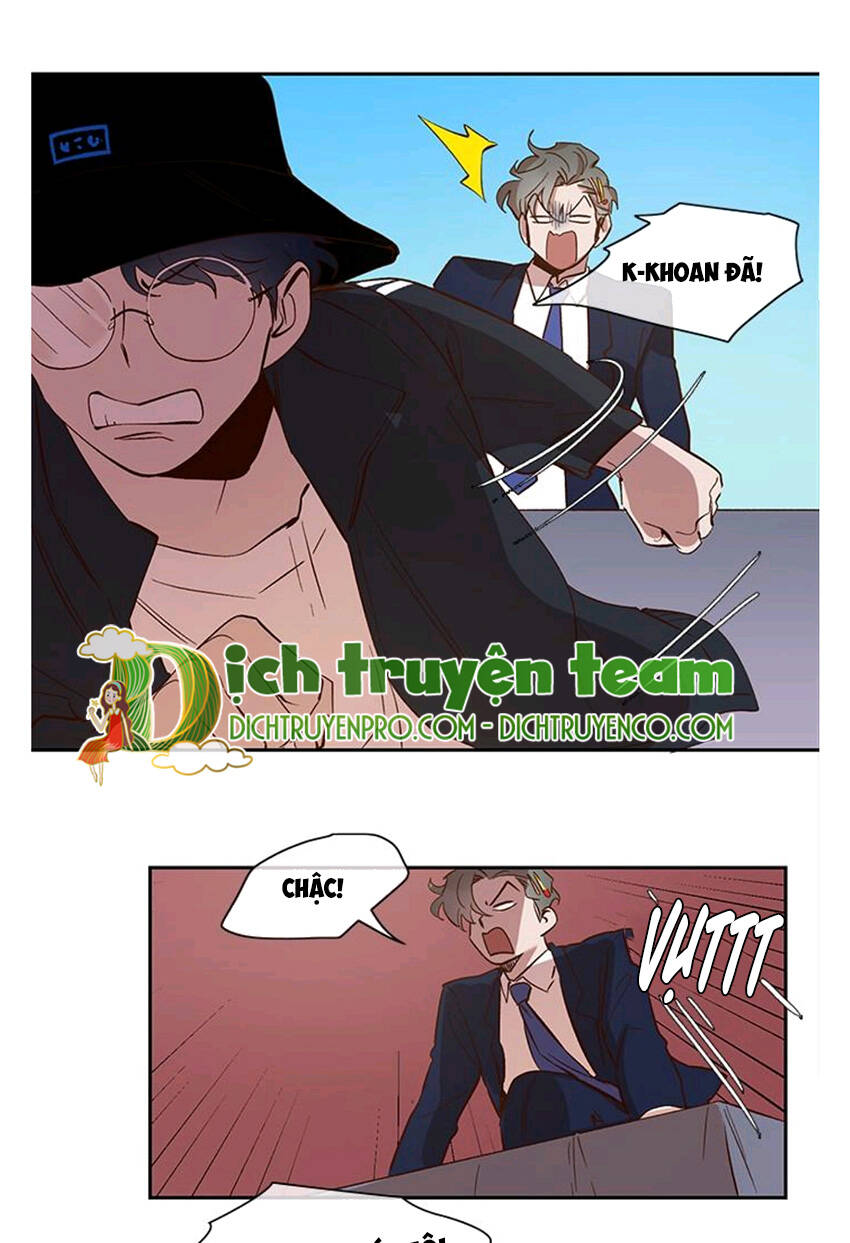 K-KHOAN ĐÃ!
Dịch truyện team
DICHTRUYENPRO.COM - DICHTRUYENCO.COM
CHẬC!
VỤTTT